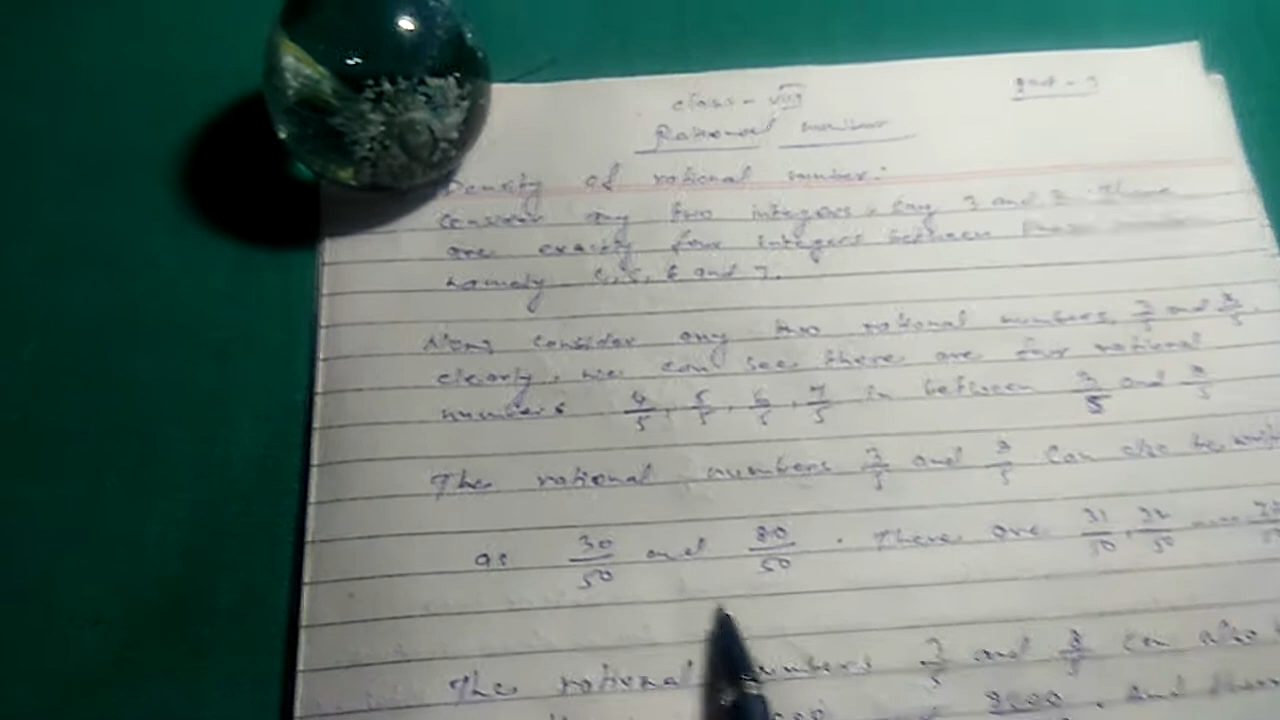 class - VIII
part - 3
Rational number
Density of rational number:
Consider any two integers, say 3 and 8. There
are exactly four integers between
namely 4, 5, 6 and 7.
Now consider any two rational numbers, 3/5 and 8/5.
clearly, we can see there are four rational
numbers 4/5, 5/5, 6/5, 7/5 in between 3/5 and 8/5
The rational numbers 3/5 and 8/5 can also be
as 30/50 and 80/50. There are 31/50, 32/50
The rational numbers 3/5 and 8/5 can also
8000 , and